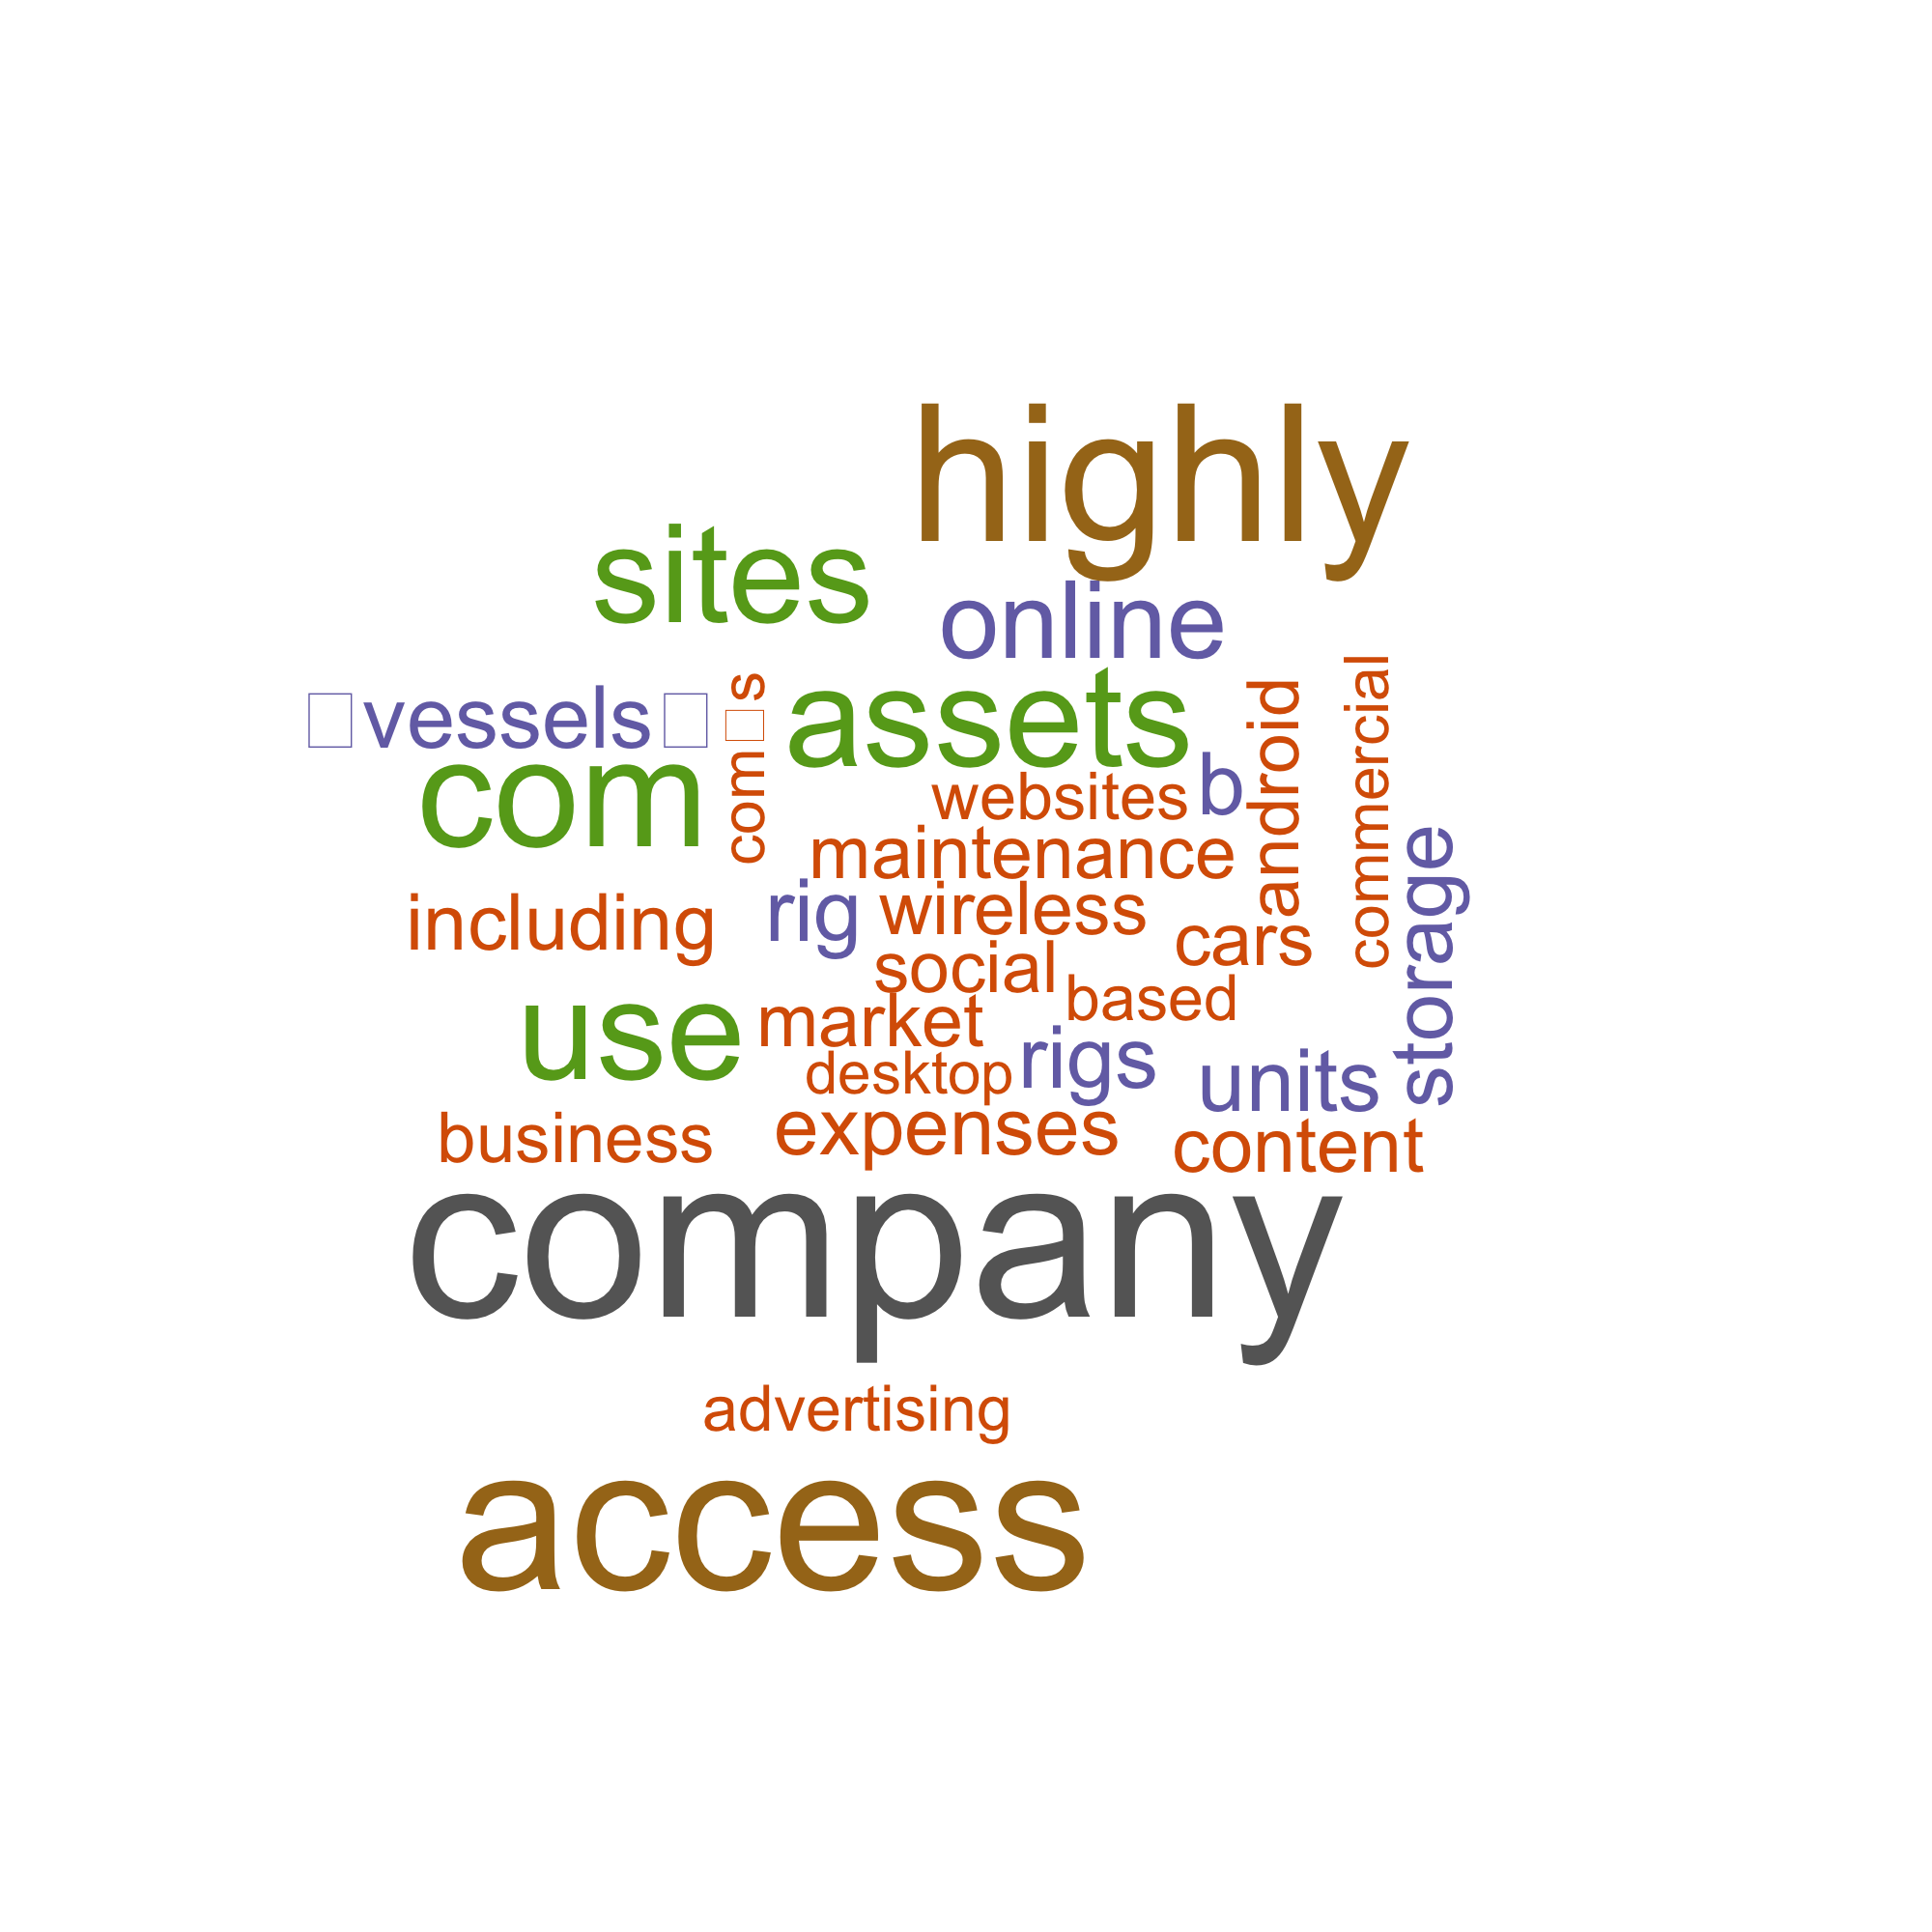 highly
sites
online
□vessels□
com□s
assets
com
websites
b
android
commercial
maintenance
storage
including
rig
wireless
cars
social
based
use
market
desktop
rigs
units
business
expenses
content
company
advertising
access